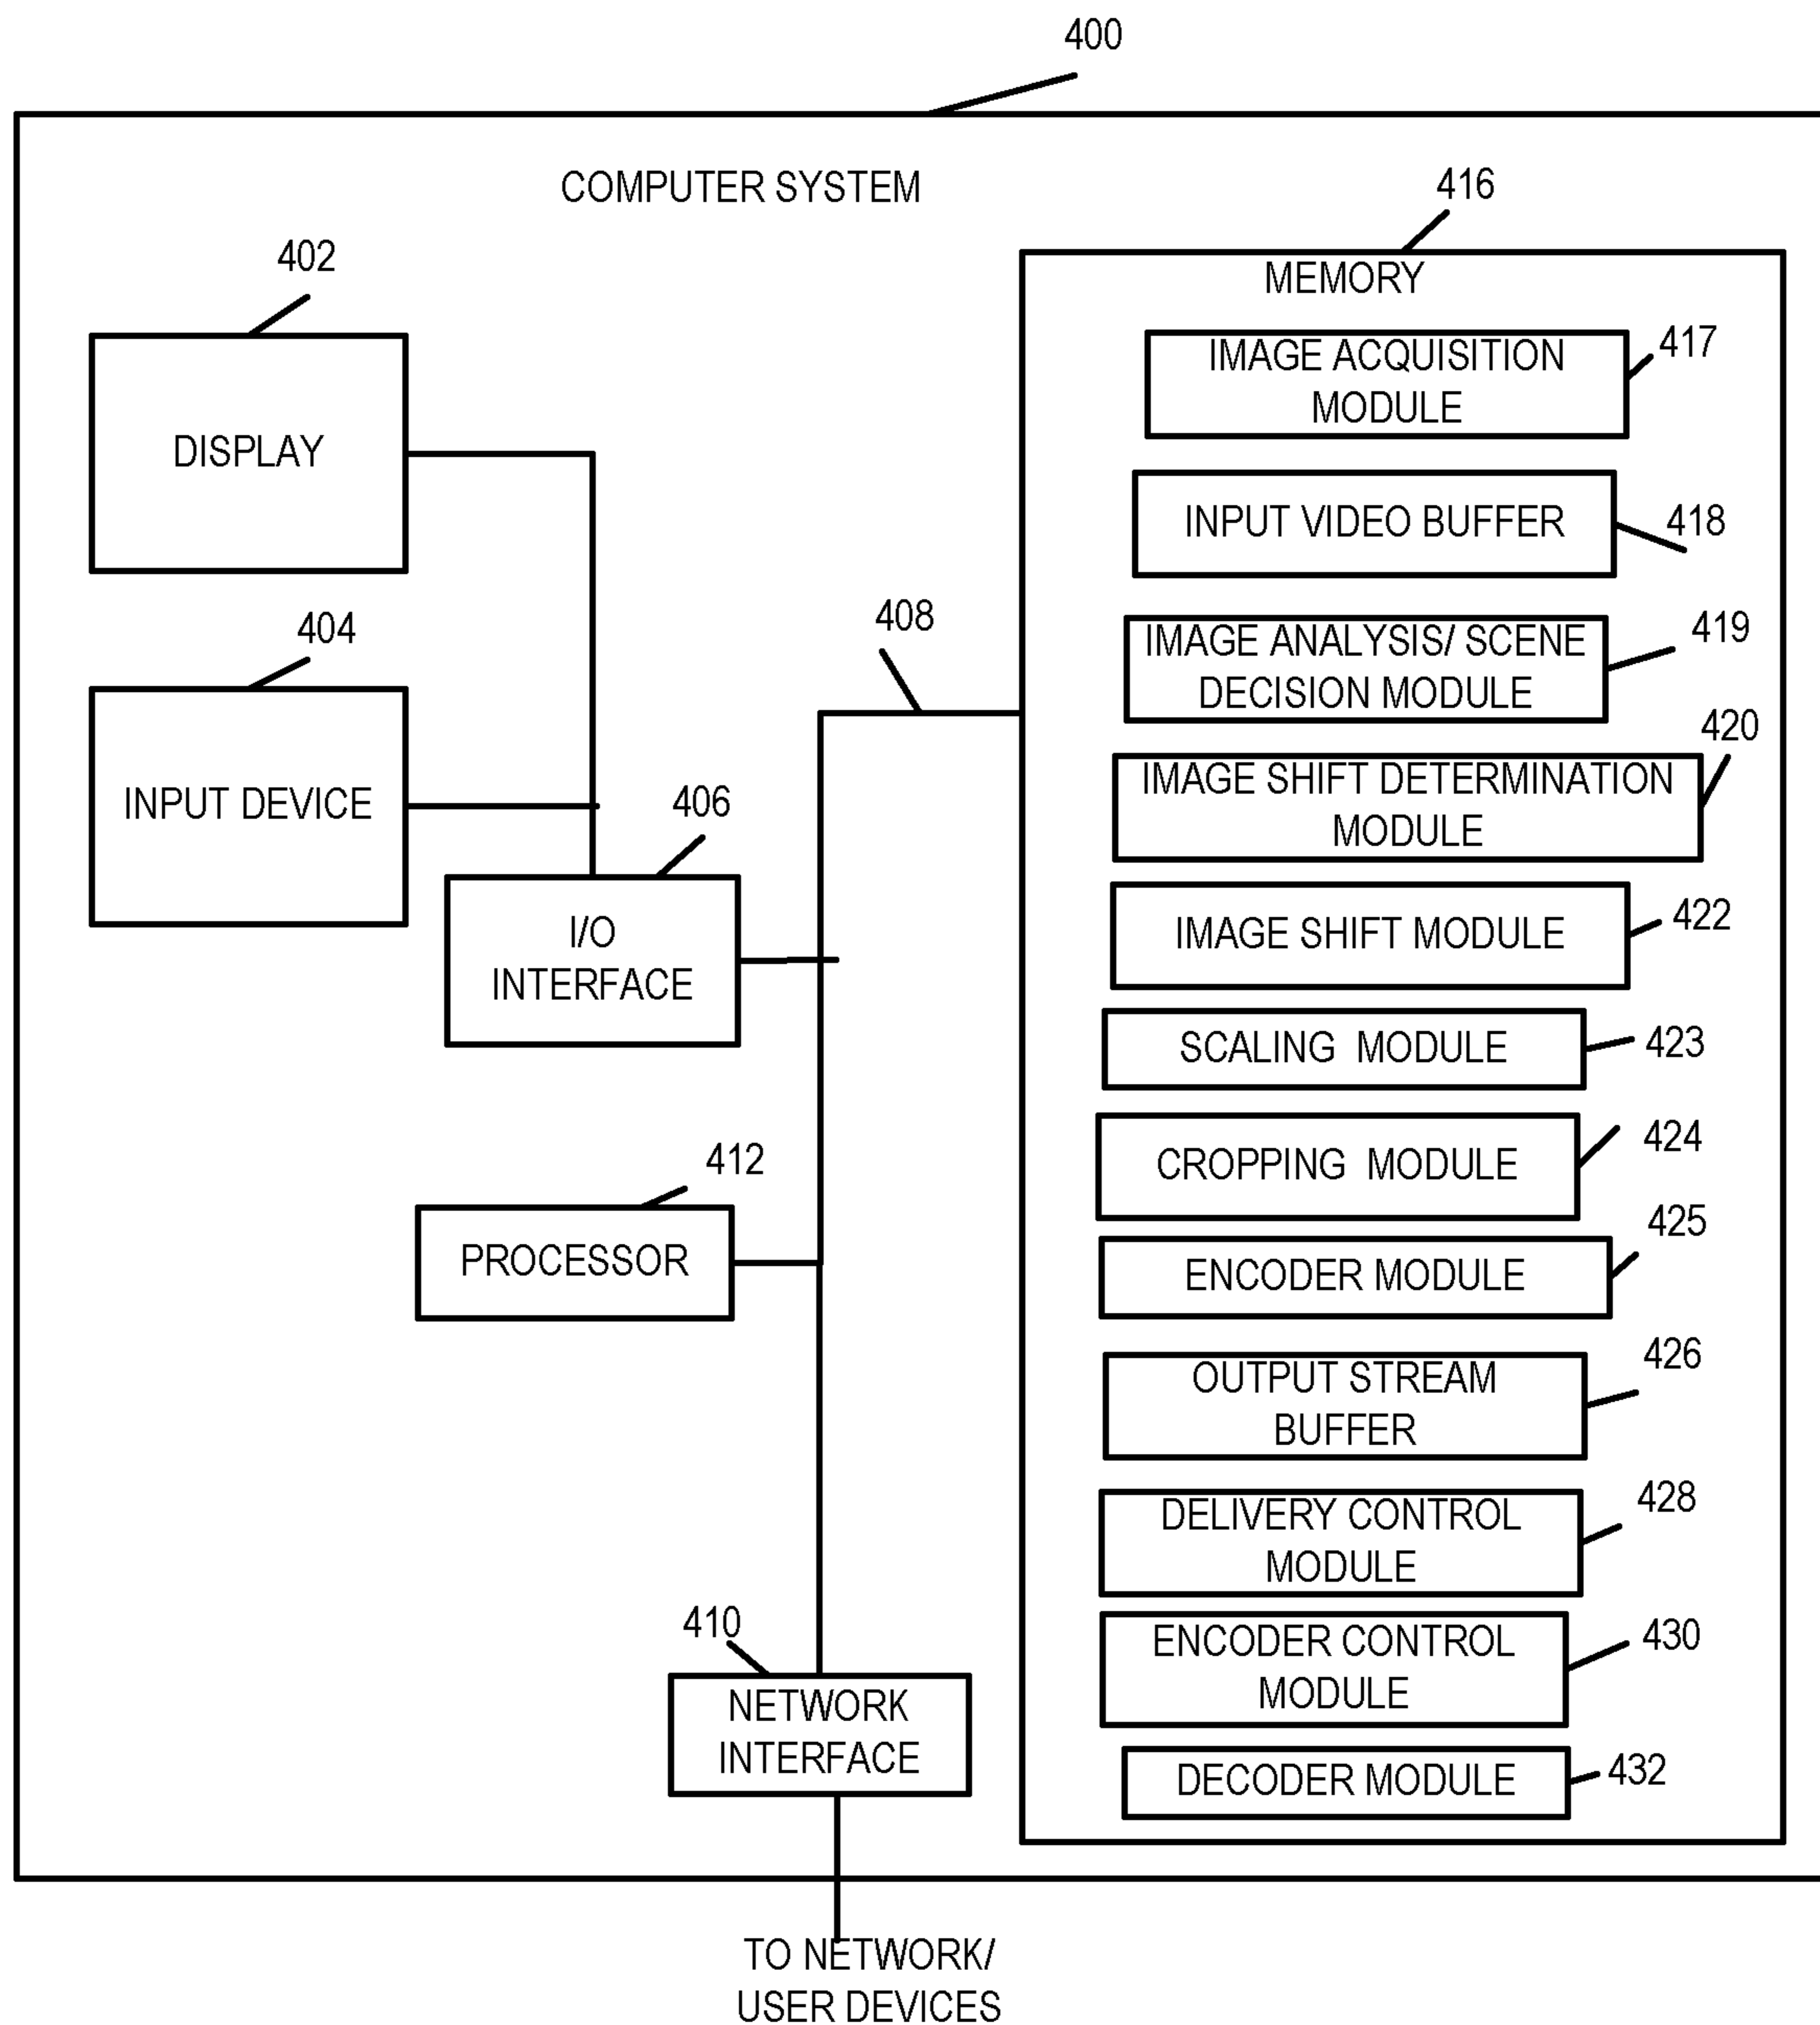 400
COMPUTER SYSTEM
416
MEMORY
402
DISPLAY
404
INPUT DEVICE
406
I/O
INTERFACE
408
412
PROCESSOR
410
NETWORK
INTERFACE
TO NETWORK/
USER DEVICES
IMAGE ACQUISITION
MODULE
417
INPUT VIDEO BUFFER
418
IMAGE ANALYSIS/ SCENE
DECISION MODULE
419
IMAGE SHIFT DETERMINATION
MODULE
420
IMAGE SHIFT MODULE
422
SCALING MODULE
423
CROPPING MODULE
424
ENCODER MODULE
425
OUTPUT STREAM
BUFFER
426
DELIVERY CONTROL
MODULE
428
ENCODER CONTROL
MODULE
430
DECODER MODULE
432